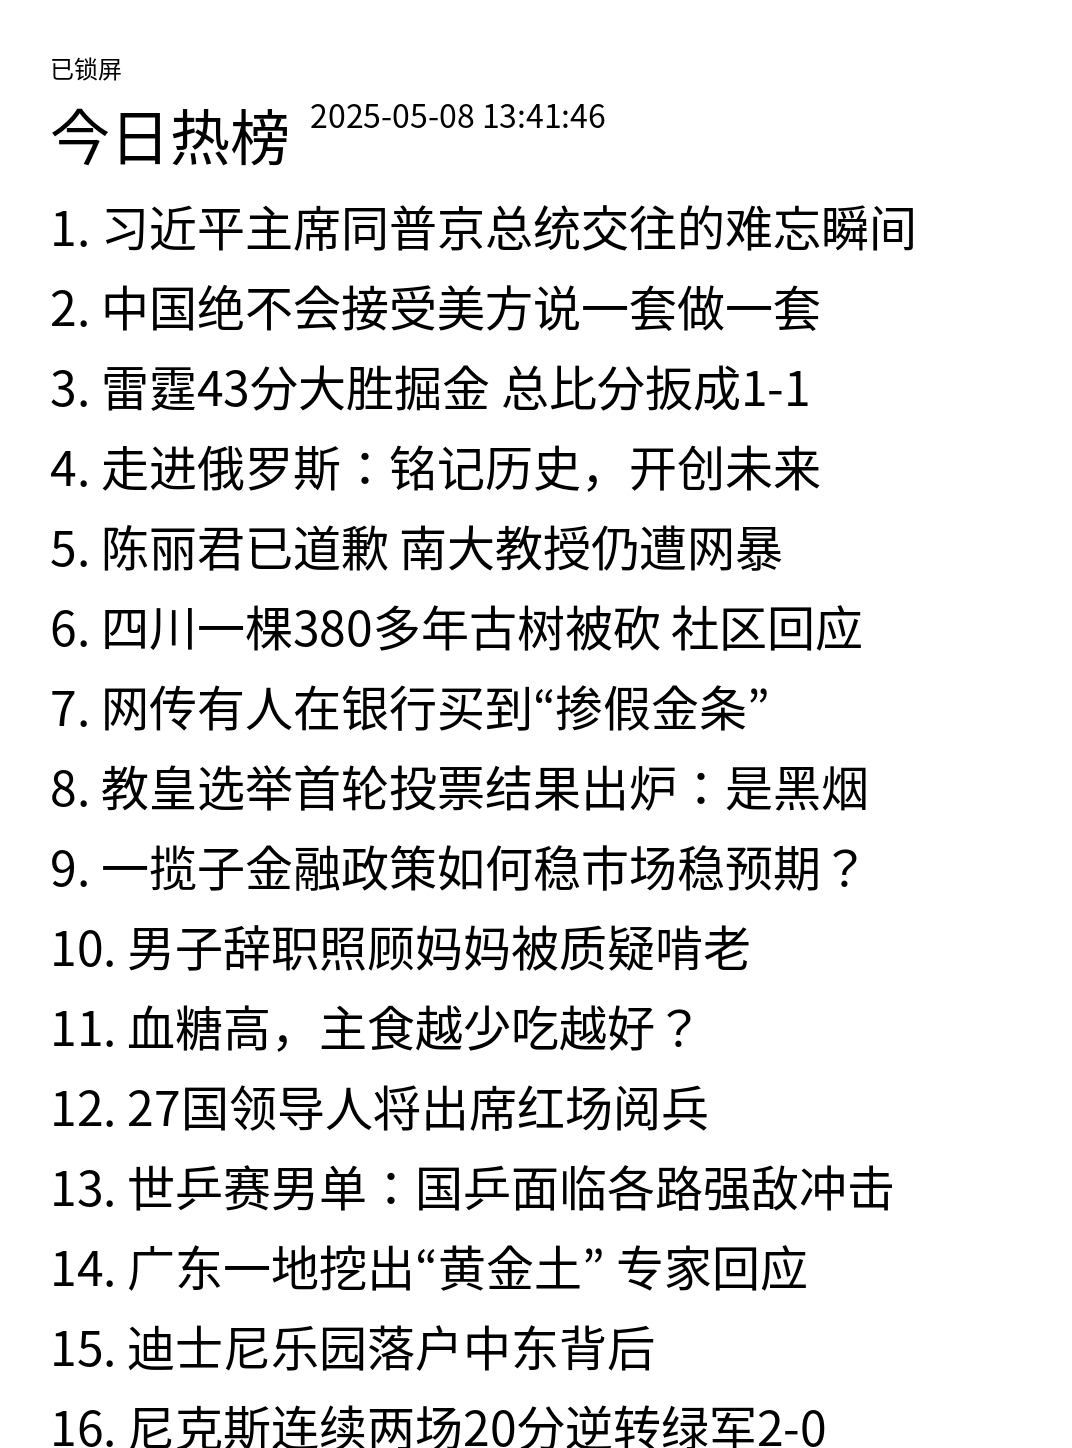 已锁屏
今日热榜 2025-05-08 13:41:46
1. 习近平主席同普京总统交往的难忘瞬间
2. 中国绝不会接受美方说一套做一套
3. 雷霆43分大胜掘金 总比分扳成1-1
4. 走进俄罗斯：铭记历史，开创未来
5. 陈丽君已道歉 南大教授仍遭网暴
6. 四川一棵380多年古树被砍 社区回应
7. 网传有人在银行买到“掺假金条”
8. 教皇选举首轮投票结果出炉：是黑烟
9. 一揽子金融政策如何稳市场稳预期？
10. 男子辞职照顾妈妈被质疑啃老
11. 血糖高，主食越少吃越好？
12. 27国领导人将出席红场阅兵
13. 世乒赛男单：国乒面临各路强敌冲击
14. 广东一地挖出“黄金土” 专家回应
15. 迪士尼乐园落户中东背后
16. 尼克斯连续两场20分逆转绿军2-0